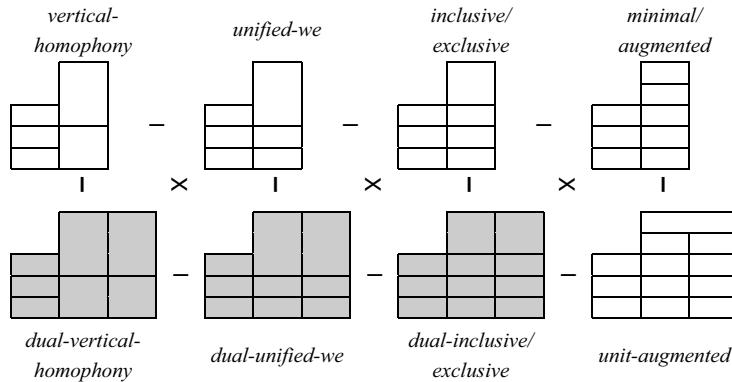 vertical-
homophony
unified-we
inclusive/
exclusive
minimal/
augmented
dual-vertical-
homophony
dual-unified-we
dual-inclusive/
exclusive
unit-augmented